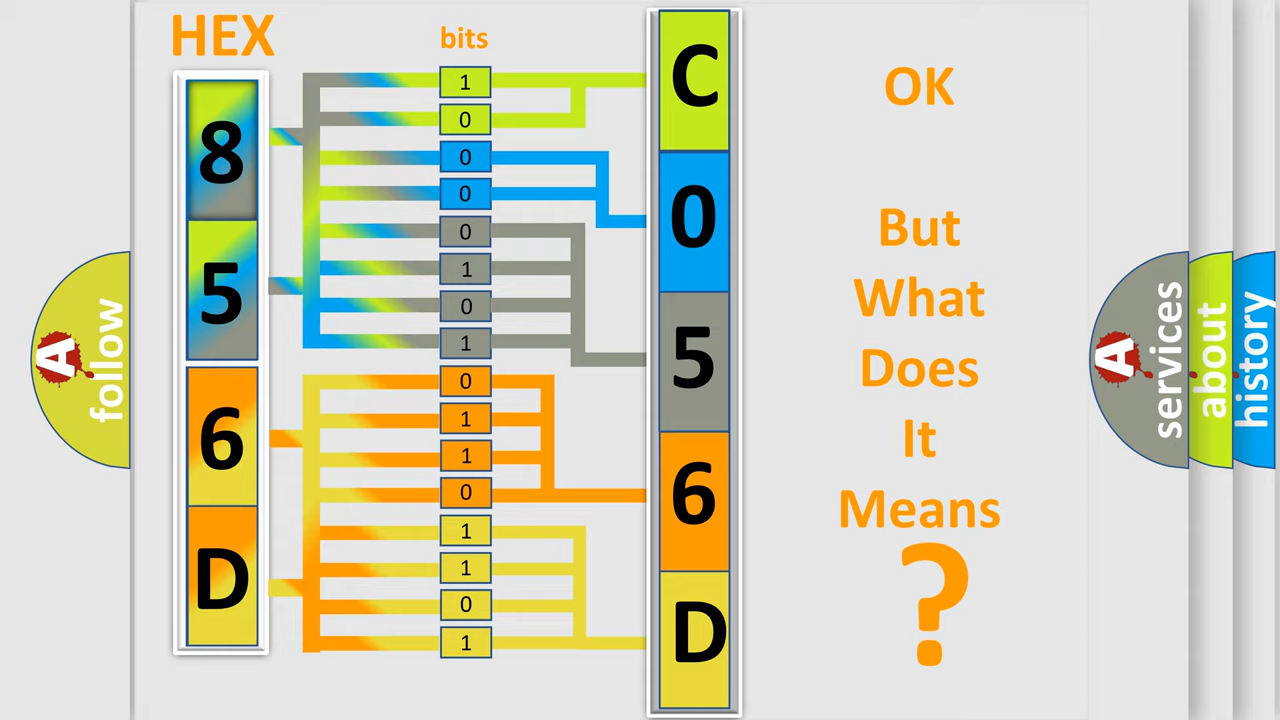 HEX
bits
8
5
6
D
1
0
0
0
0
1
0
1
0
1
1
0
1
1
0
1
C
0
5
6
D
OK
But
What
Does
It
Means
?
A
follow
A
services
about
history